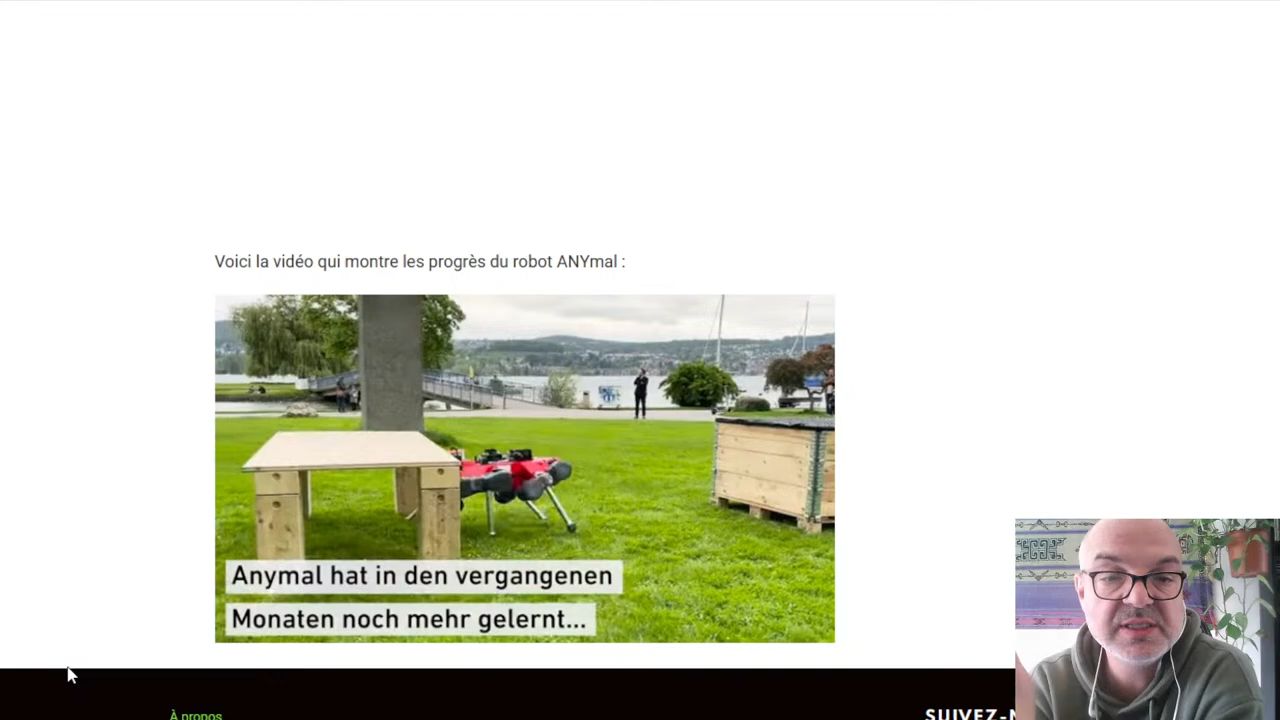 Voici la vidéo qui montre les progrès du robot ANYmal :
Anymal hat in den vergangenen
Monaten noch mehr gelernt...
À propos